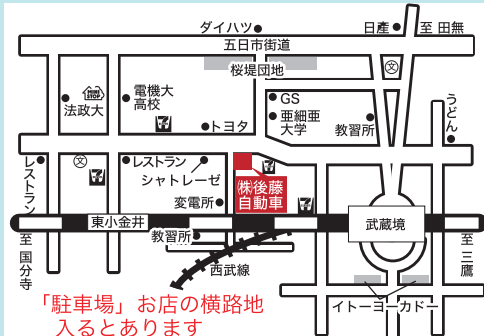 ダイハツ
日産
至 田無
五日市街道
桜堤団地
文
MINI STOP
法政大
電機大
高校
GS
亜細亜
大学
教習所
うどん
トヨタ
レストラン
文
レストラン
シャトレーゼ
㈱後藤
自動車
変電所
東小金井
武蔵境
教習所
至 国分寺
西武線
至 三鷹
イトーヨーカドー
「駐車場」お店の横路地
入るとあります